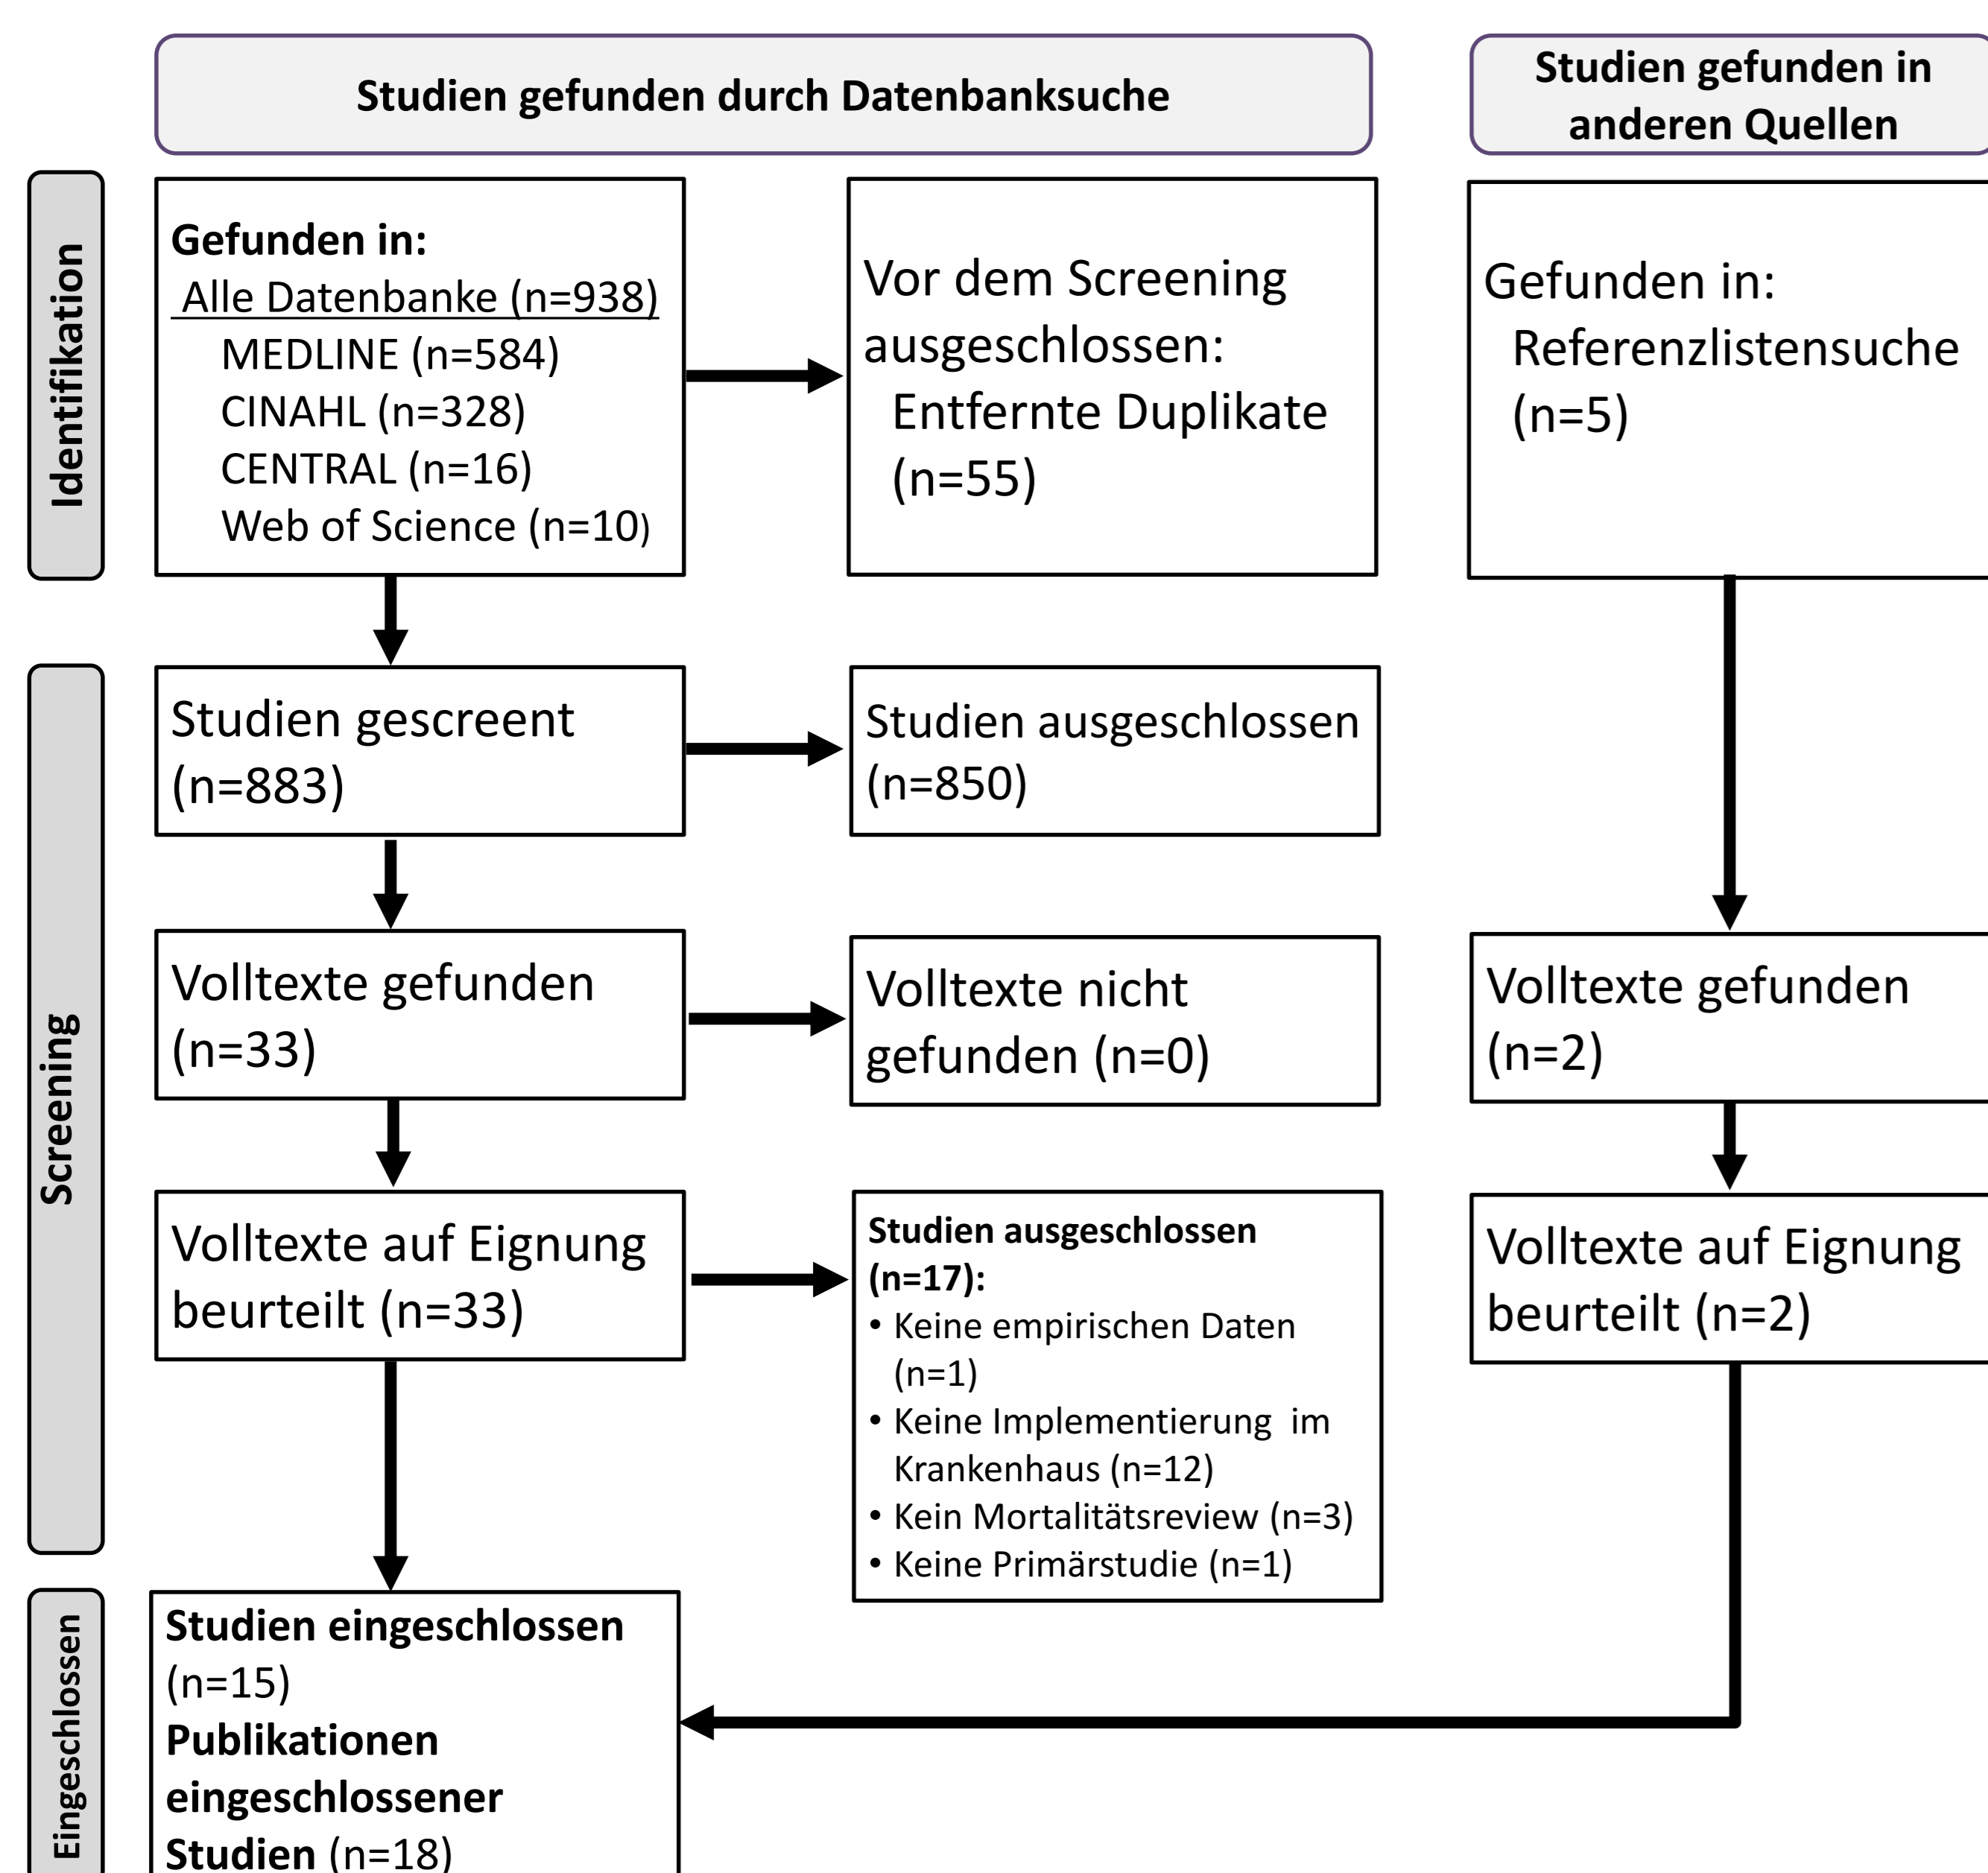 Studien gefunden durch Datenbanksuche
Studien gefunden in
anderen Quellen
Identifikation
Gefunden in:
Alle Datenbanke (n=938)
MEDLINE (n=584)
CINAHL (n=328)
CENTRAL (n=16)
Web of Science (n=10)
Vor dem Screening
ausgeschlossen:
Entfernte Duplikate
(n=55)
Gefunden in:
Referenzlistensuche
(n=5)
Screening
Studien gescreent
(n=883)
Studien ausgeschlossen
(n=850)
Volltexte gefunden
(n=33)
Volltexte nicht
gefunden (n=0)
Volltexte gefunden
(n=2)
Volltexte auf Eignung
beurteilt (n=33)
Studien ausgeschlossen
(n=17):
• Keine empirischen Daten
(n=1)
• Keine Implementierung  im
Krankenhaus (n=12)
• Kein Mortalitätsreview (n=3)
• Keine Primärstudie (n=1)
Volltexte auf Eignung
beurteilt (n=2)
Eingeschlossen
Studien eingeschlossen
(n=15)
Publikationen
eingeschlossener
Studien (n=18)